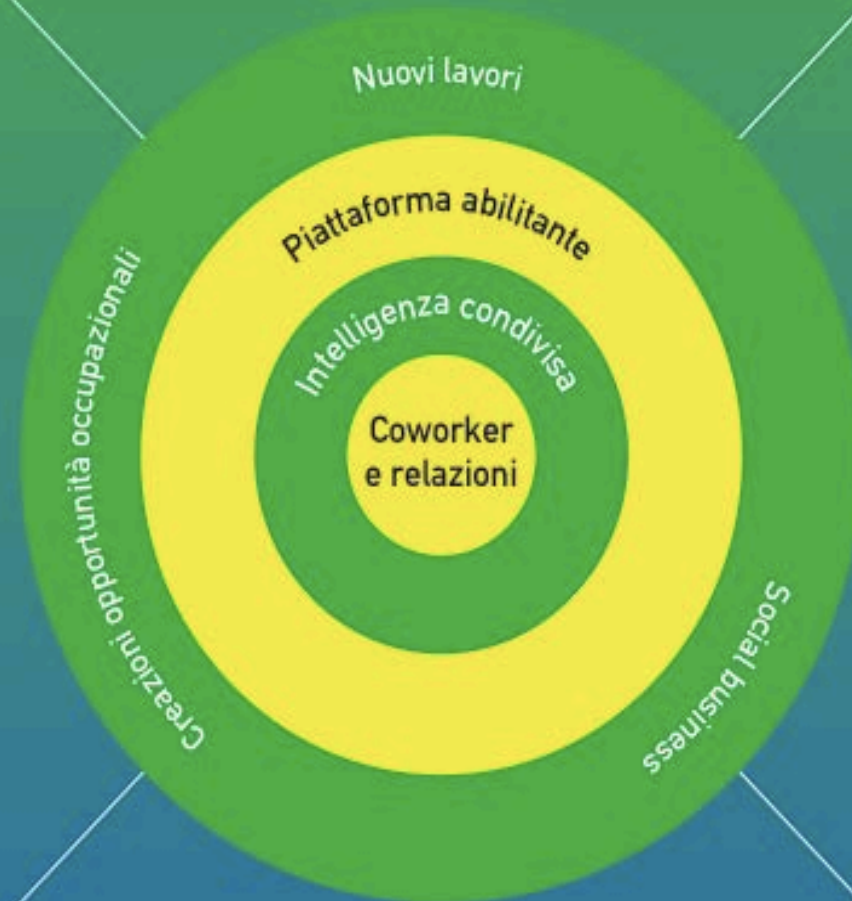 Nuovi lavori
Piattaforma abilitante
Intelligenza condivisa
Coworker
e relazioni
Creazioni opportunità occupazionali
Social business